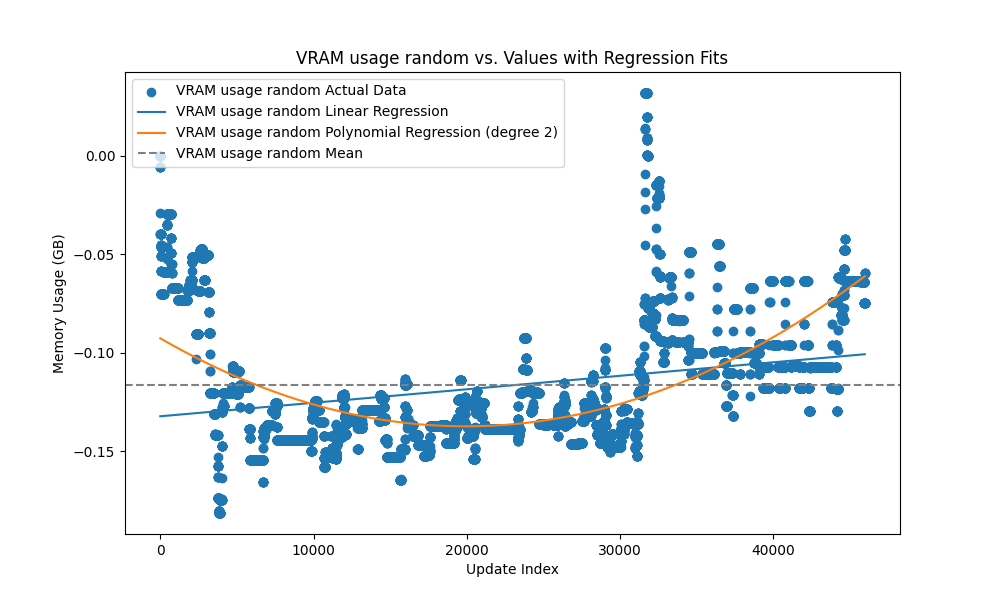 VRAM usage random vs. Values with Regression Fits
VRAM usage random Actual Data
VRAM usage random Linear Regression
VRAM usage random Polynomial Regression (degree 2)
VRAM usage random Mean
Memory Usage (GB)
0.00
−0.05
−0.10
−0.15
0 10000 20000 30000 40000
Update Index